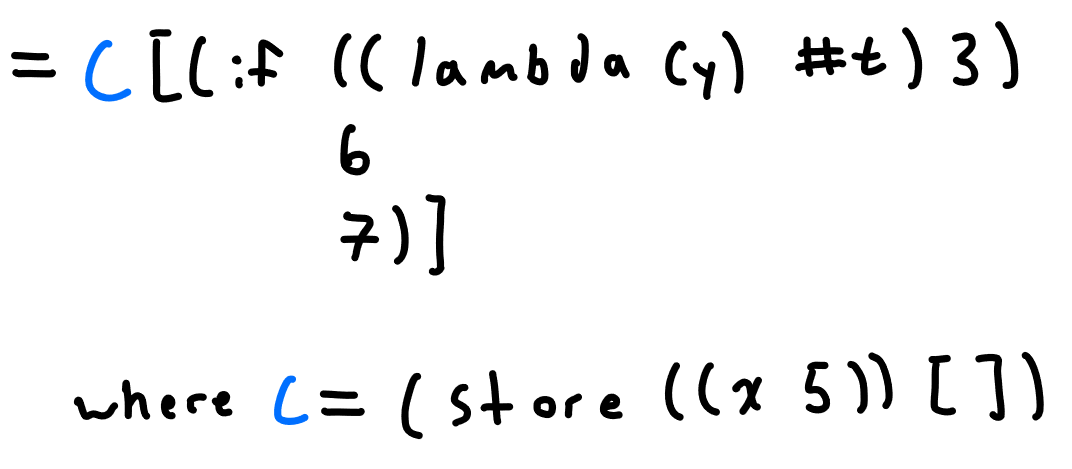 = C[(if ((lambda (y) #t) 3)
6
7)]
where C = (store ((x 5)) [])